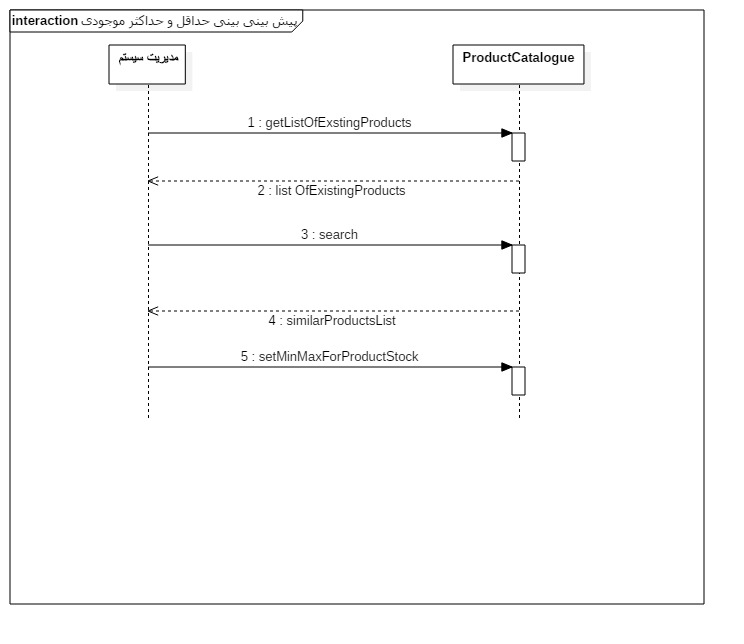 interaction پیش بینی بینی حداقل و حداکثر موجودی
مدیریت سیستم
ProductCatalogue
1 : getListOfExstingProducts
2 : list OfExistingProducts
3 : search
4 : similarProductsList
5 : setMinMaxForProductStock